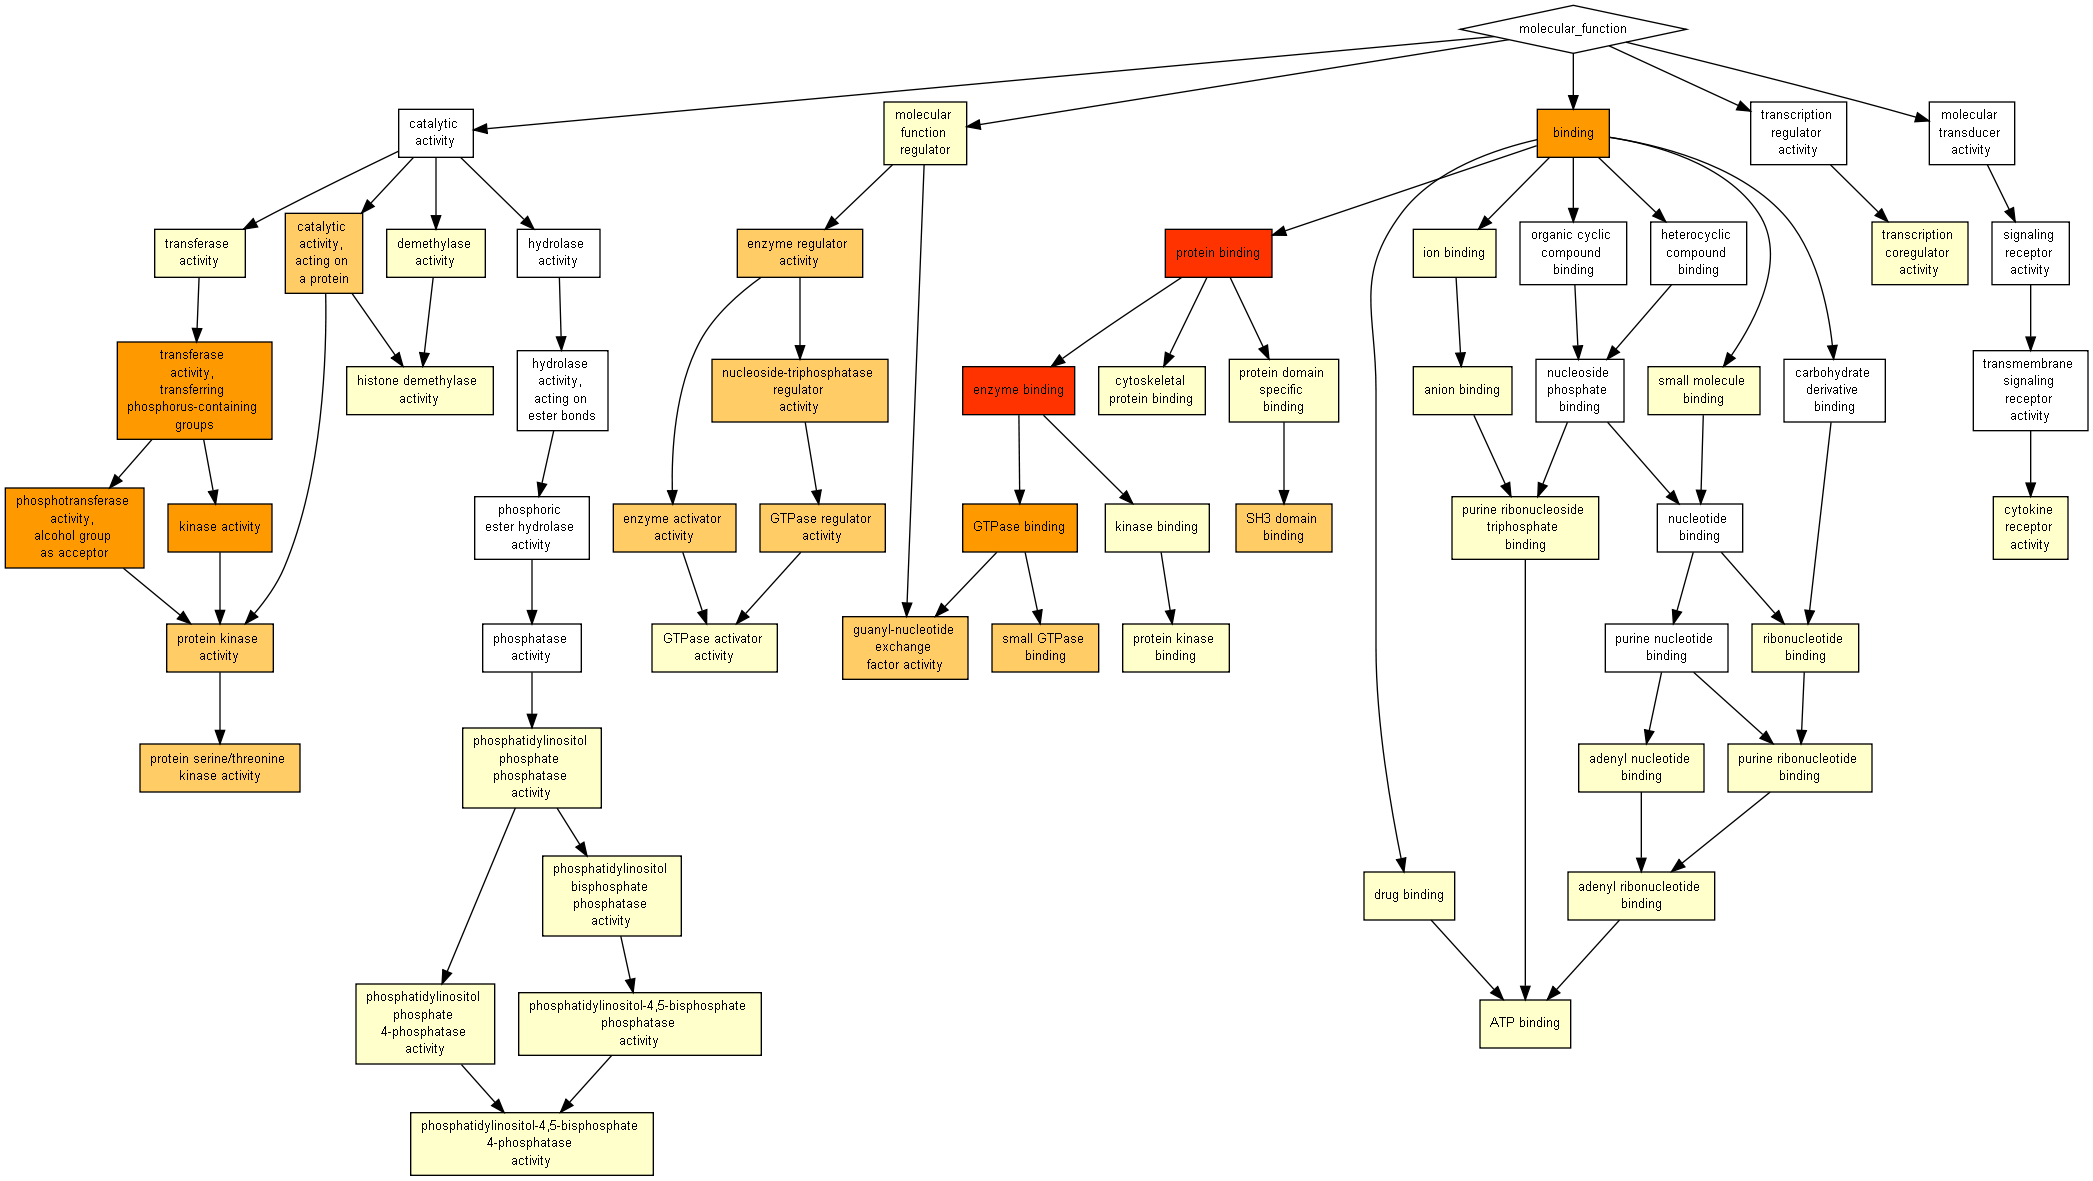 molecular_function
catalytic
activity
molecular
function
regulator
binding
transcription
regulator
activity
molecular
transducer
activity
transferase
activity
catalytic
activity,
acting on
a protein
demethylase
activity
hydrolase
activity
enzyme regulator
activity
protein binding
ion binding
organic cyclic
compound
binding
heterocyclic
compound
binding
transcription
coregulator
activity
signaling
receptor
activity
transferase
activity,
transferring
phosphorus-containing
groups
histone demethylase
activity
hydrolase
activity,
acting on
ester bonds
nucleoside-triphosphatase
regulator
activity
enzyme binding
cytoskeletal
protein binding
protein domain
specific
binding
anion binding
nucleoside
phosphate
binding
small molecule
binding
carbohydrate
derivative
binding
transmembrane
signaling
receptor
activity
phosphotransferase
activity,
alcohol group
as acceptor
kinase activity
phosphoric
ester hydrolase
activity
enzyme activator
activity
GTPase regulator
activity
GTPase binding
kinase binding
SH3 domain
binding
purine ribonucleoside
triphosphate
binding
nucleotide
binding
cytokine
receptor
activity
protein kinase
activity
phosphatase
activity
GTPase activator
activity
guanyl-nucleotide
exchange
factor activity
small GTPase
binding
protein kinase
binding
purine nucleotide
binding
ribonucleotide
binding
protein serine/threonine
kinase activity
phosphatidylinositol
phosphate
phosphatase
activity
adenyl nucleotide
binding
purine ribonucleotide
binding
phosphatidylinositol
bisphosphate
phosphatase
activity
drug binding
adenyl ribonucleotide
binding
phosphatidylinositol
phosphate
4-phosphatase
activity
phosphatidylinositol-4,5-bisphosphate
phosphatase
activity
ATP binding
phosphatidylinositol-4,5-bisphosphate
4-phosphatase
activity